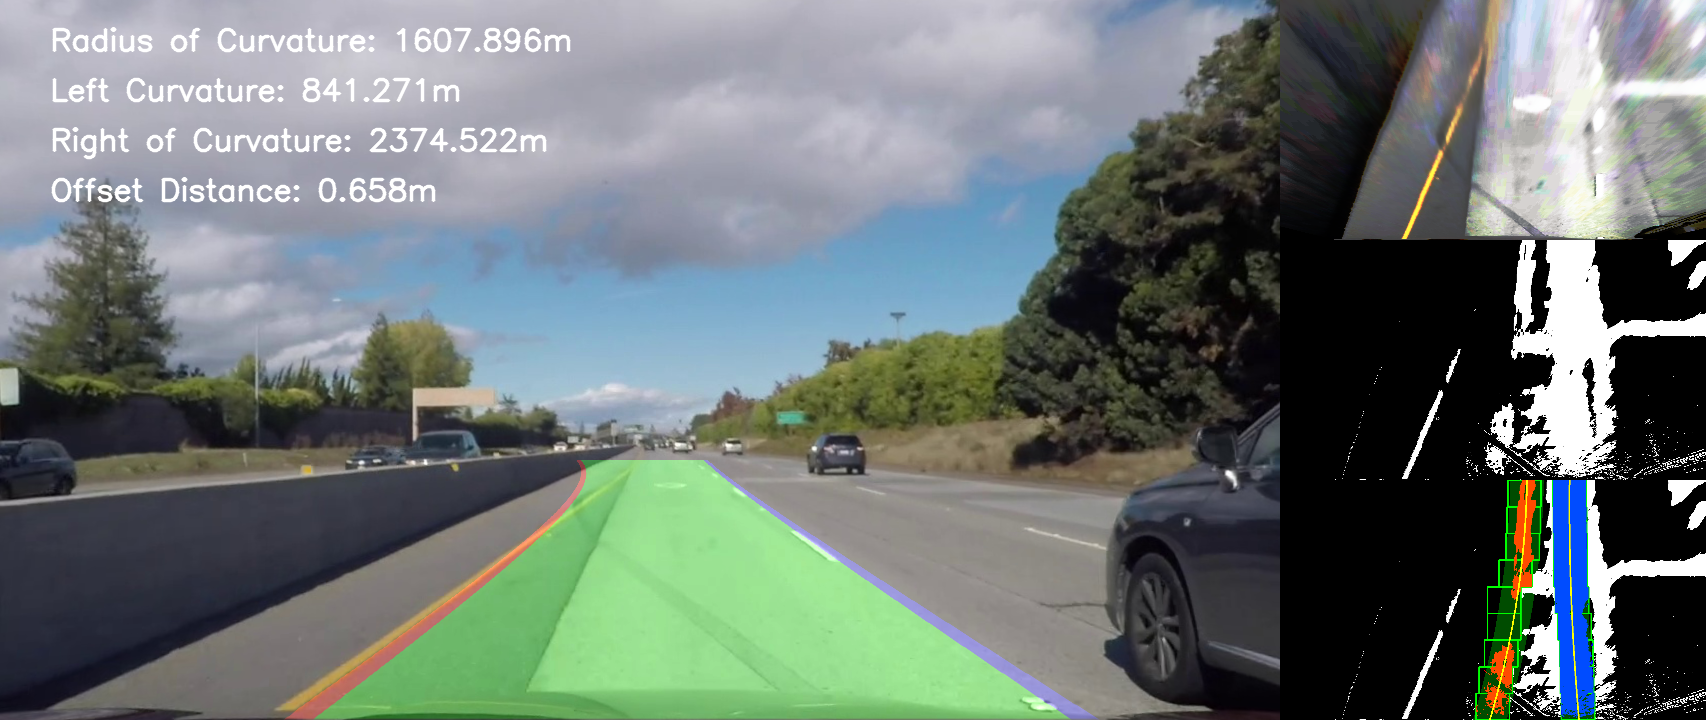 Radius of Curvature: 1607.896m
Left Curvature: 841.271m
Right of Curvature: 2374.522m
Offset Distance: 0.658m